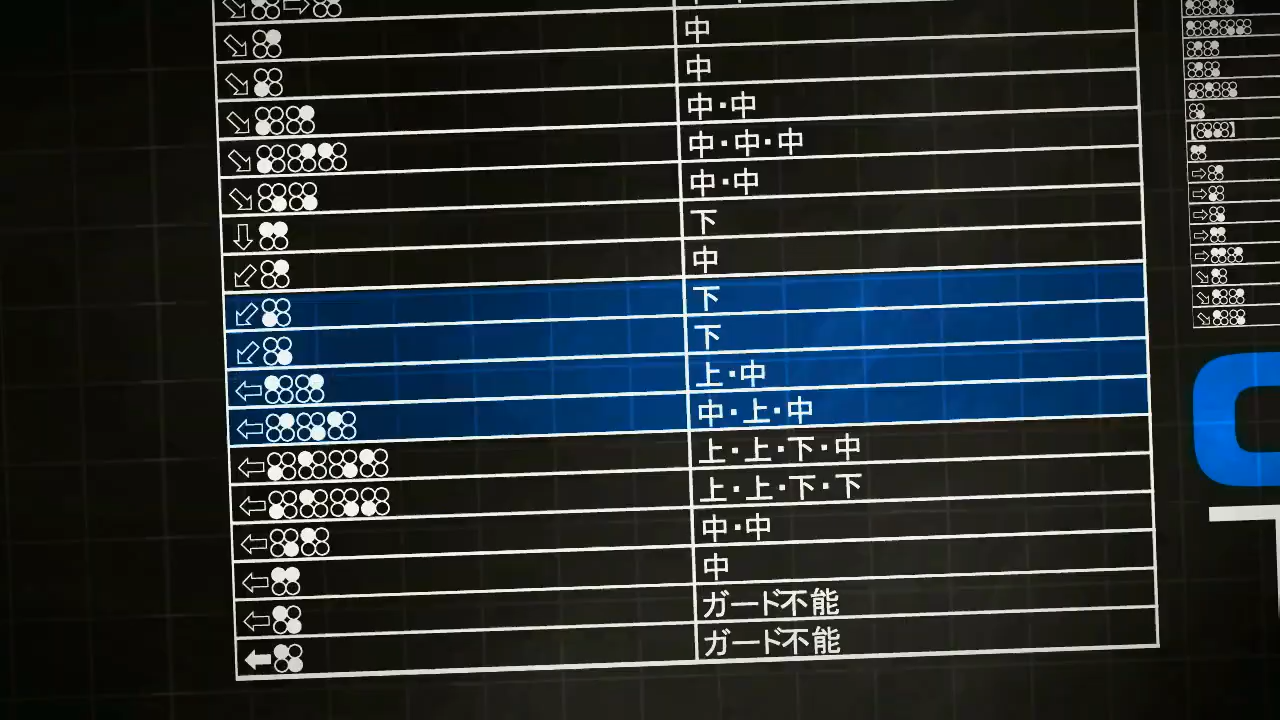 中
中
中・中
中・中・中
中・中
下
中
下
下
上・中
中・上・中
上・上・下・中
上・上・下・下
中・中
中
ガード不能
ガード不能